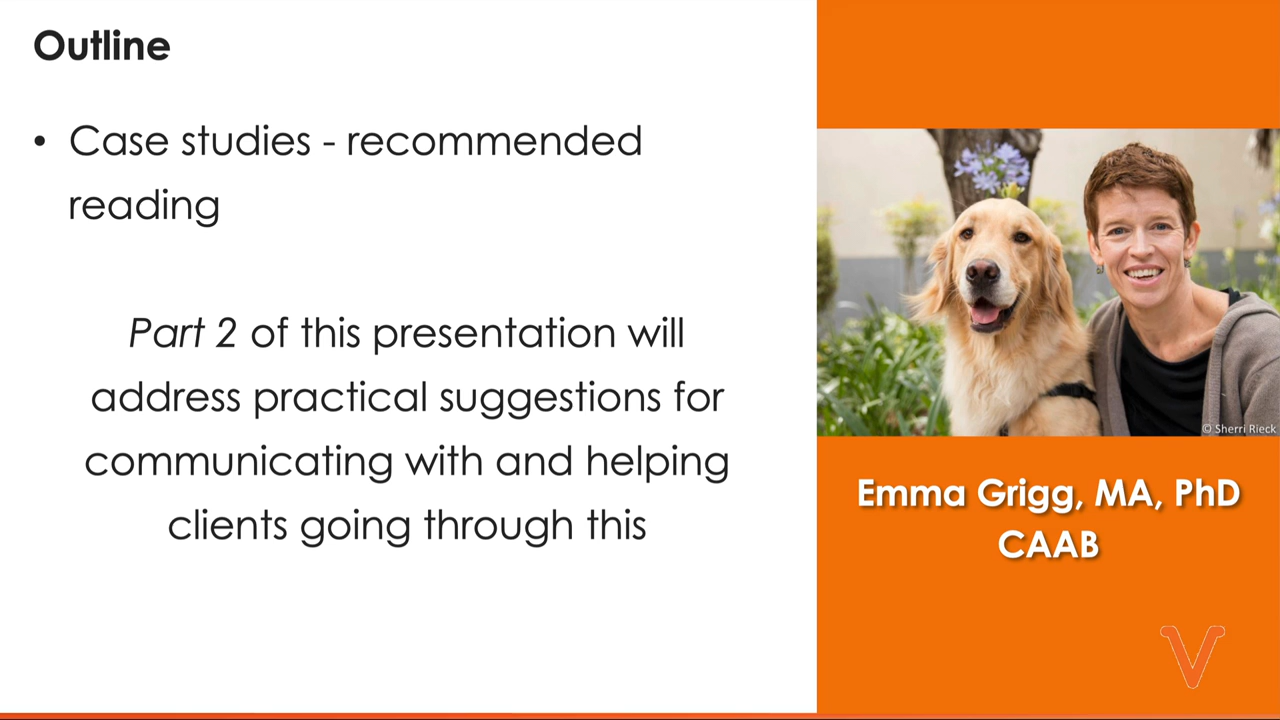 Outline
• Case studies - recommended
reading
Part 2 of this presentation will
address practical suggestions for
communicating with and helping
clients going through this
© Sherri Rieck
Emma Grigg, MA, PhD
CAAB
V